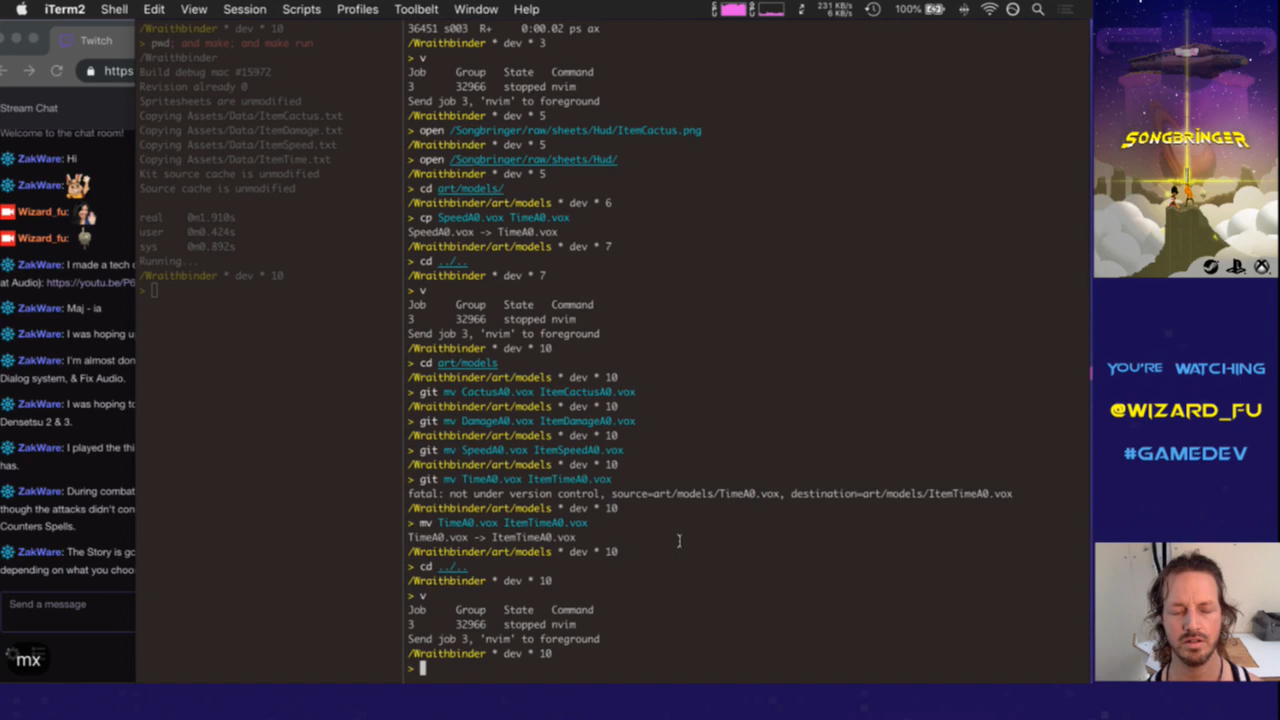 iTerm2 Shell Edit View Session Scripts Profiles Toolbelt Window Help
231 KB/s
6 KB/s
100%
Twitch
https
Stream Chat
Welcome to the chat room!
ZakWare: Hi
ZakWare:
Wizard_fu:
Wizard_fu:
ZakWare: I made a tech d
at Audio): https://youtu.be/P6
ZakWare: Maj - ia
ZakWare: I was hoping u
ZakWare: I'm almost don
Dialog system, & Fix Audio.
ZakWare: I was hoping to
Densetsu 2 & 3.
ZakWare: I played the thi
has.
ZakWare: During combat
though the attacks didn't con
Counters Spells.
ZakWare: The Story is go
depending on what you choo
Send a message
mx
/Wraithbinder * dev * 10
> pwd; and make; and make run
/Wraithbinder
Build debug mac #15972
Revision already 0
Spritesheets are unmodified
Copying Assets/Data/ItemCactus.txt
Copying Assets/Data/ItemDamage.txt
Copying Assets/Data/ItemSpeed.txt
Copying Assets/Data/ItemTime.txt
Kit source cache is unmodified
Source cache is unmodified
real 0m1.910s
user 0m0.424s
sys 0m0.892s
Running...
/Wraithbinder * dev * 10
>
36451 s003 R+ 0:00.02 ps ax
/Wraithbinder * dev * 3
> v
Job Group State Command
3 32966 stopped nvim
Send job 3, 'nvim' to foreground
/Wraithbinder * dev * 5
> open /Songbringer/raw/sheets/Hud/ItemCactus.png
/Wraithbinder * dev * 5
> open /Songbringer/raw/sheets/Hud/
/Wraithbinder * dev * 5
> cd art/models/
/Wraithbinder/art/models * dev * 6
> cp SpeedA0.vox TimeA0.vox
SpeedA0.vox -> TimeA0.vox
/Wraithbinder/art/models * dev * 7
> cd ../..
/Wraithbinder * dev * 7
> v
Job Group State Command
3 32966 stopped nvim
Send job 3, 'nvim' to foreground
/Wraithbinder * dev * 10
> cd art/models
/Wraithbinder/art/models * dev * 10
> git mv CactusA0.vox ItemCactusA0.vox
/Wraithbinder/art/models * dev * 10
> git mv DamageA0.vox ItemDamageA0.vox
/Wraithbinder/art/models * dev * 10
> git mv SpeedA0.vox ItemSpeedA0.vox
/Wraithbinder/art/models * dev * 10
> git mv TimeA0.vox ItemTimeA0.vox
fatal: not under version control, source=art/models/TimeA0.vox, destination=art/models/ItemTimeA0.vox
/Wraithbinder/art/models * dev * 10
> mv TimeA0.vox ItemTimeA0.vox
TimeA0.vox -> ItemTimeA0.vox
/Wraithbinder/art/models * dev * 10
> cd ../..
/Wraithbinder * dev * 10
> v
Job Group State Command
3 32966 stopped nvim
Send job 3, 'nvim' to foreground
/Wraithbinder * dev * 10
>
SONGBRINGER
YOU'RE WATCHING
@WIZARD_FU
#GAMEDEV